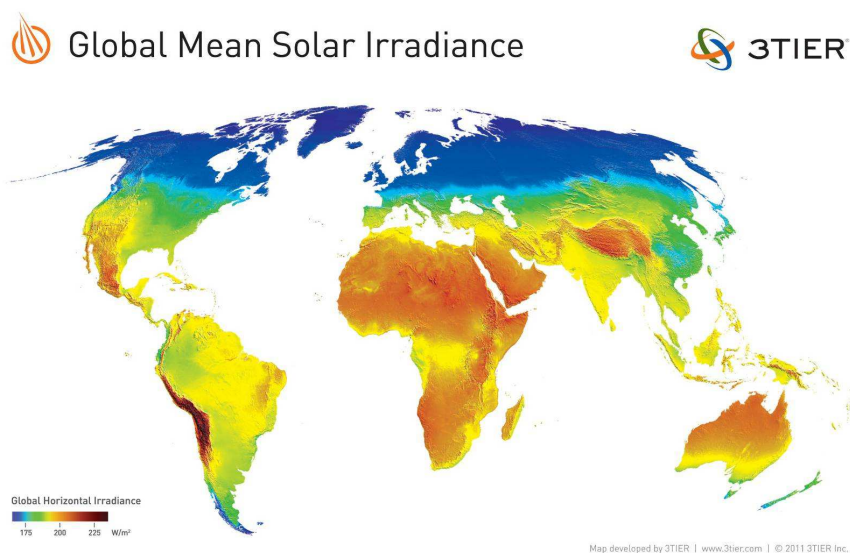 Global Mean Solar Irradiance
3TIER®
Global Horizontal Irradiance
175 200 225 W/m²
Map developed by 3TIER | www.3tier.com | © 2011 3TIER Inc.